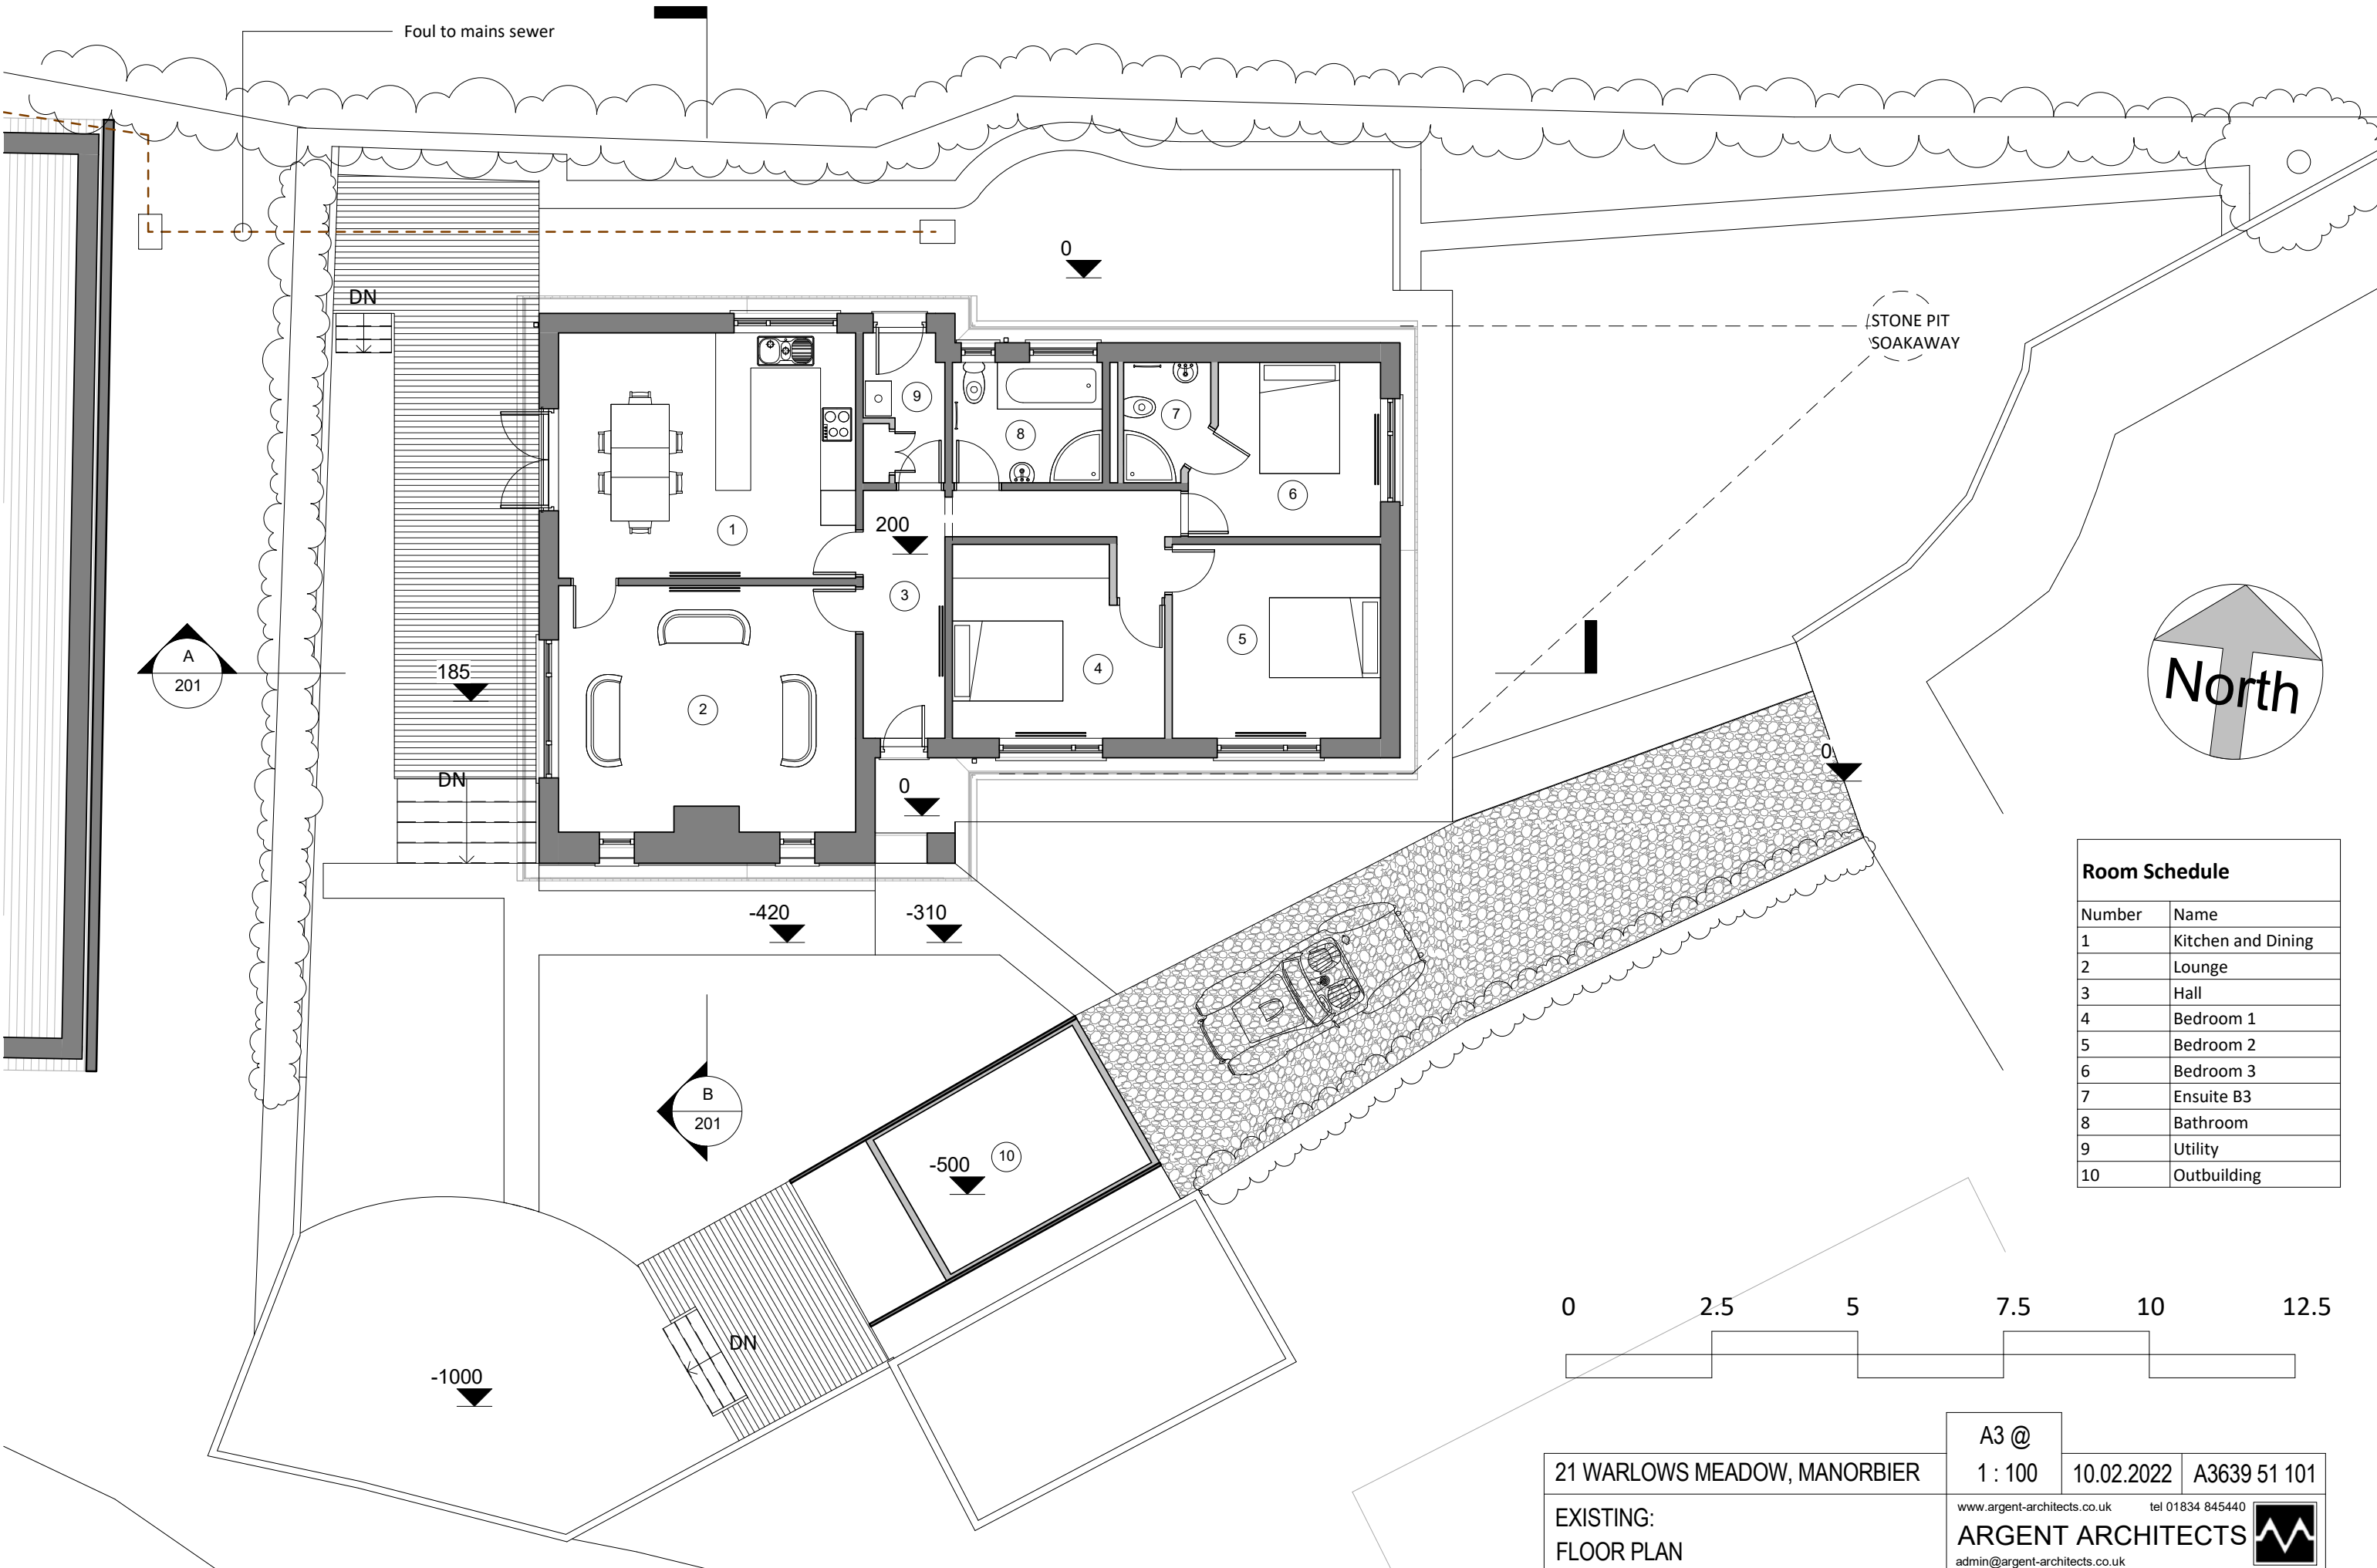 Foul to mains sewer
0
DN
STONE PIT
SOAKAWAY
9
7
8
6
1
200
3
A
201
5
4
185
2
North
0
DN
0
Room Schedule
Number Name
1 Kitchen and Dining
2 Lounge
3 Hall
4 Bedroom 1
5 Bedroom 2
6 Bedroom 3
7 Ensuite B3
8 Bathroom
9 Utility
10 Outbuilding
-420
-310
B
201
-500
10
0 2.5 5 7.5 10 12.5
DN
-1000
A3 @
21 WARLOWS MEADOW, MANORBIER 1 : 100 10.02.2022 A3639 51 101
EXISTING:
FLOOR PLAN
www.argent-architects.co.uk tel 01834 845440
ARGENT ARCHITECTS
admin@argent-architects.co.uk